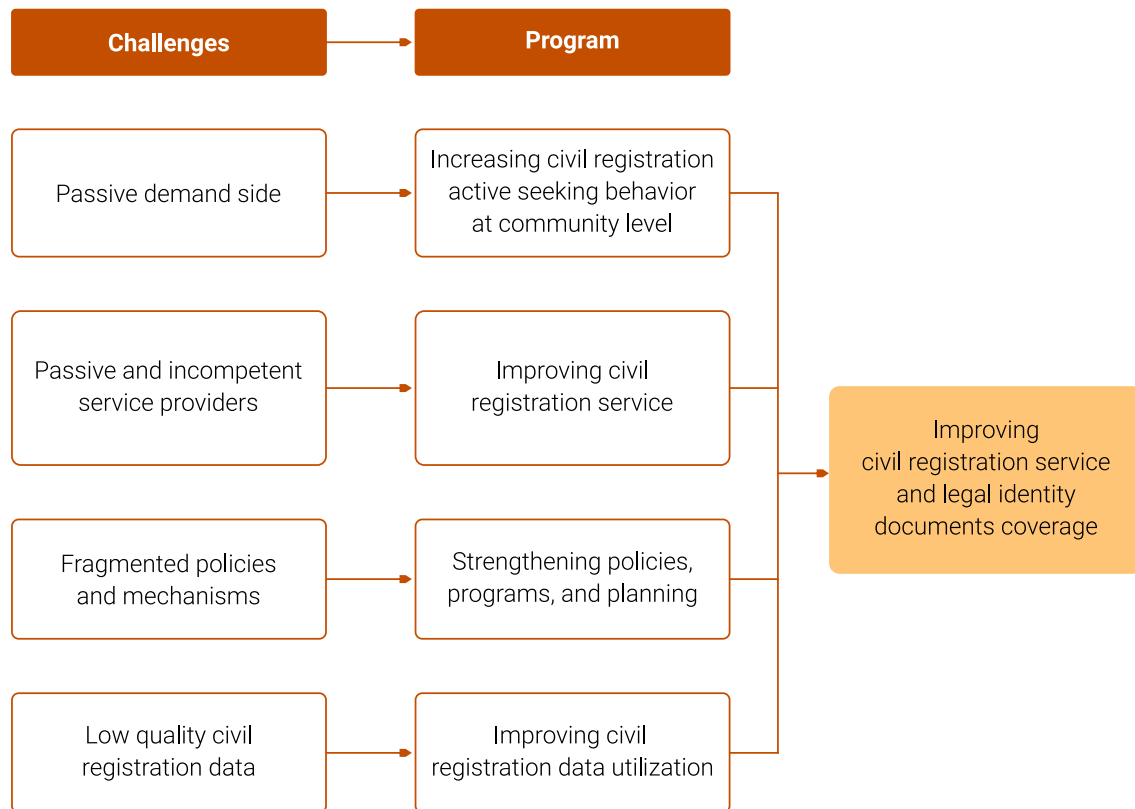 Challenges
Program
Passive demand side
Increasing civil registration
active seeking behavior
at community level
Passive and incompetent
service providers
Improving civil
registration service
Improving
civil registration service
and legal identity
documents coverage
Fragmented policies
and mechanisms
Strengthening policies,
programs, and planning
Low quality civil
registration data
Improving civil
registration data utilization